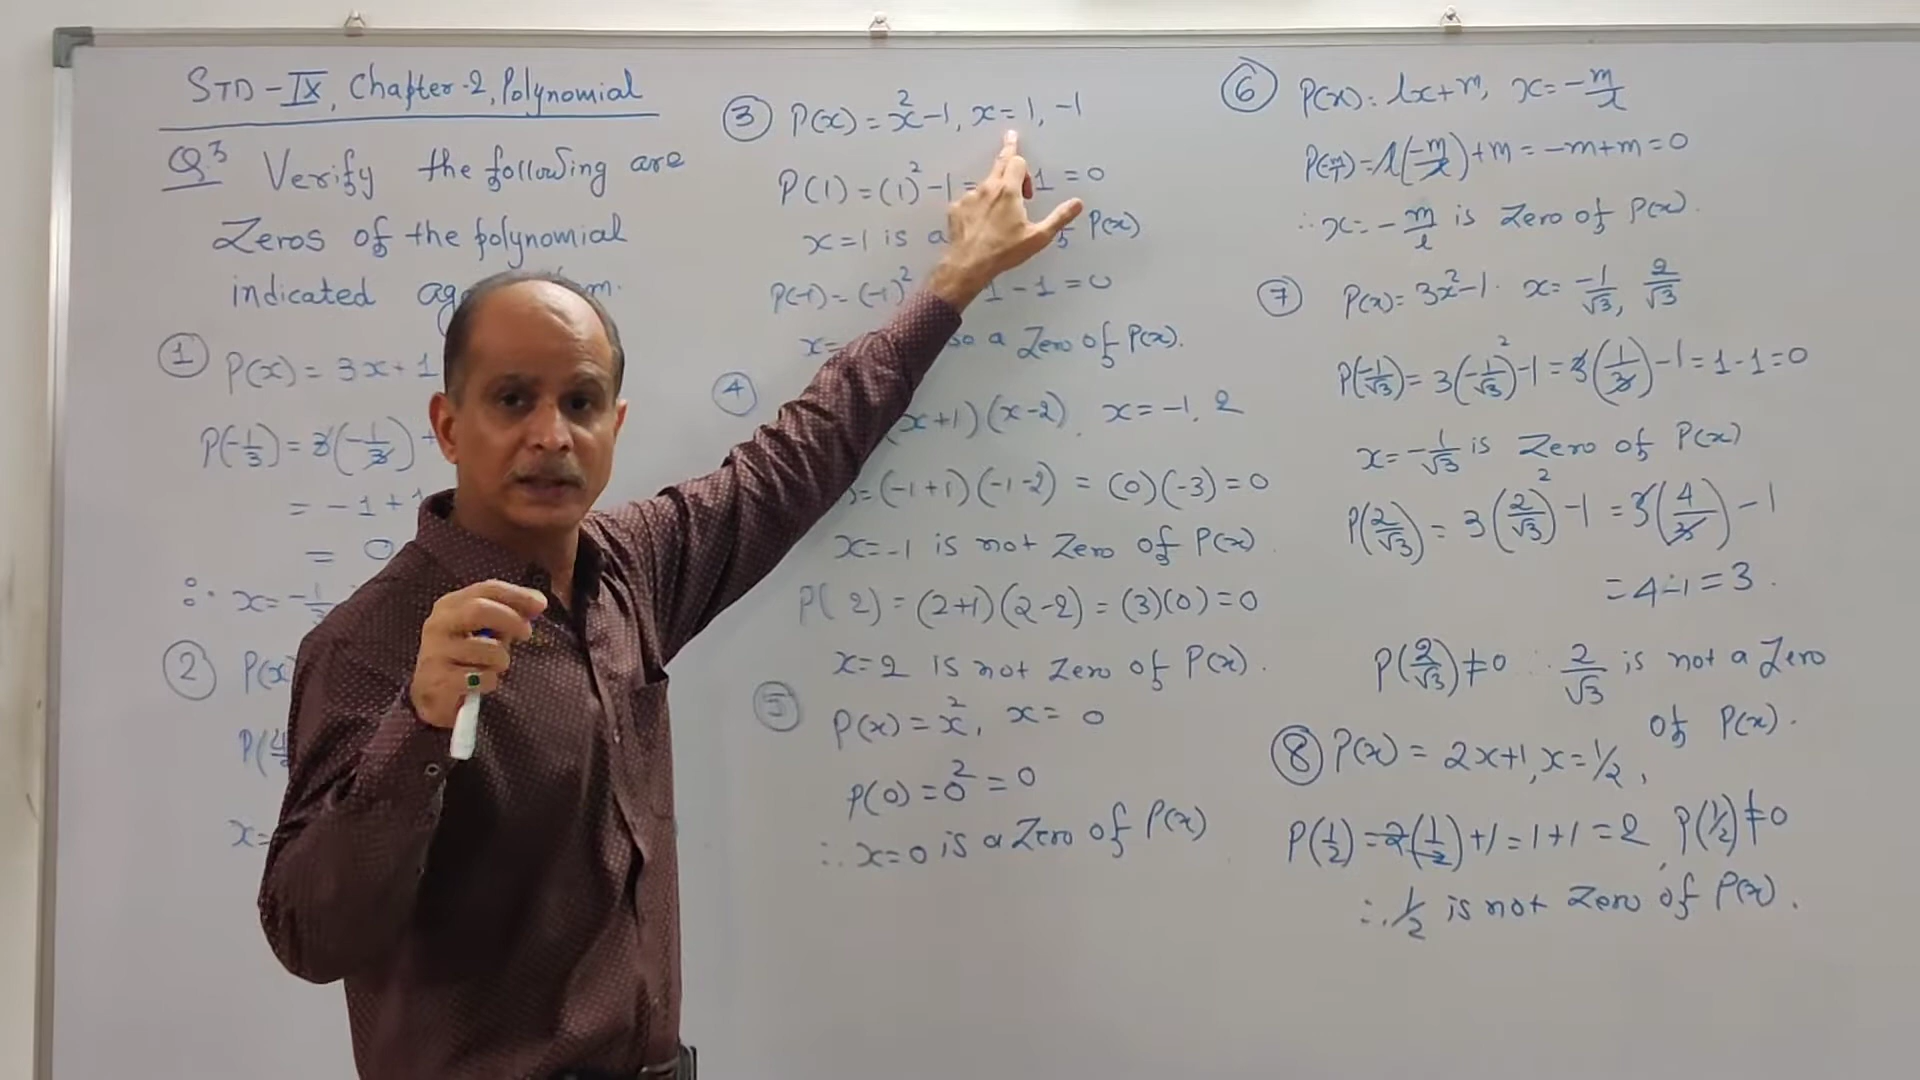 STD - IX, Chapter-2, Polynomial
Q3 Verify the following are
Zeros of the polynomial
indicated
① P(x) = 3x+1
P(-1/3) = 3(-1/3) +
= -1+1
= 0
∴ x=-1/3
② P(x)
x=
③ P(x) = x²-1, x=1, -1
P(1) = (1)² -1 = 1 = 0
x=1 is a P(x)
P(-1) = (-1)² 1 - 1 = 0
x= a Zero of P(x).
④ (x+1)(x-2), x=-1, 2
=(-1+1)(-1-2) = (0)(-3) = 0
x=-1 is not Zero of P(x)
P( 2) = (2+1)(2-2) = (3)(0) = 0
x=2 is not Zero of P(x).
⑤ P(x) = x², x= 0
P(0) = 0² = 0
∴ x=0 is a Zero of P(x)
⑥ P(x) = lx+m, x=-m/l
P(-m/l) = l(-m/l)+m = -m+m = 0
∴ x=-m/l is Zero of P(x).
⑦ P(x) = 3x²-1. x= -1/√3, 2/√3
P(-1/√3) = 3(-1/√3)²-1 = 3(1/3)-1 = 1-1=0
x=-1/√3 is Zero of P(x)
P(2/√3) = 3(2/√3)²-1 = 3(4/3)-1
=4-1=3.
P(2/√3)≠0 ∴ 2/√3 is not a Zero
of P(x).
⑧ P(x) = 2x+1, x=1/2,
P(1/2) = 2(1/2)+1 = 1+1 = 2, P(1/2)≠0
∴ 1/2 is not Zero of P(x).